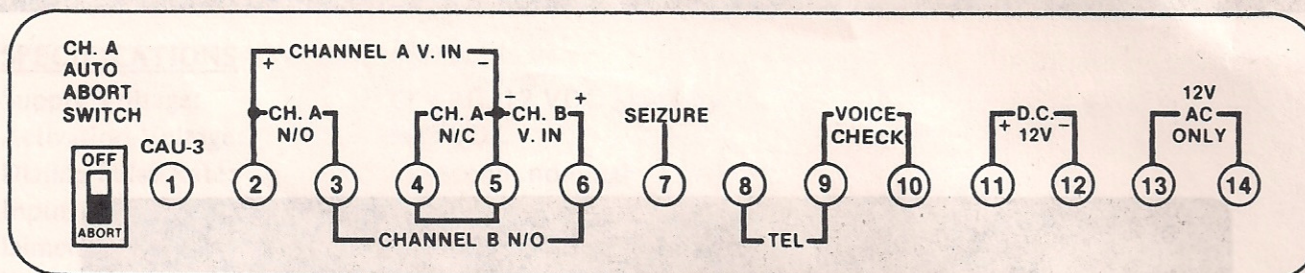 CH. A
AUTO
ABORT
SWITCH
OFF
ABORT
CAU-3
+ CHANNEL A V. IN -
CH. A
N/O
CH. A
N/C
- CH. B +
V. IN
SEIZURE
VOICE
CHECK
+ D.C. -
12V
12V
AC
ONLY
1 2 3 4 5 6 7 8 9 10 11 12 13 14
CHANNEL B N/O
TEL